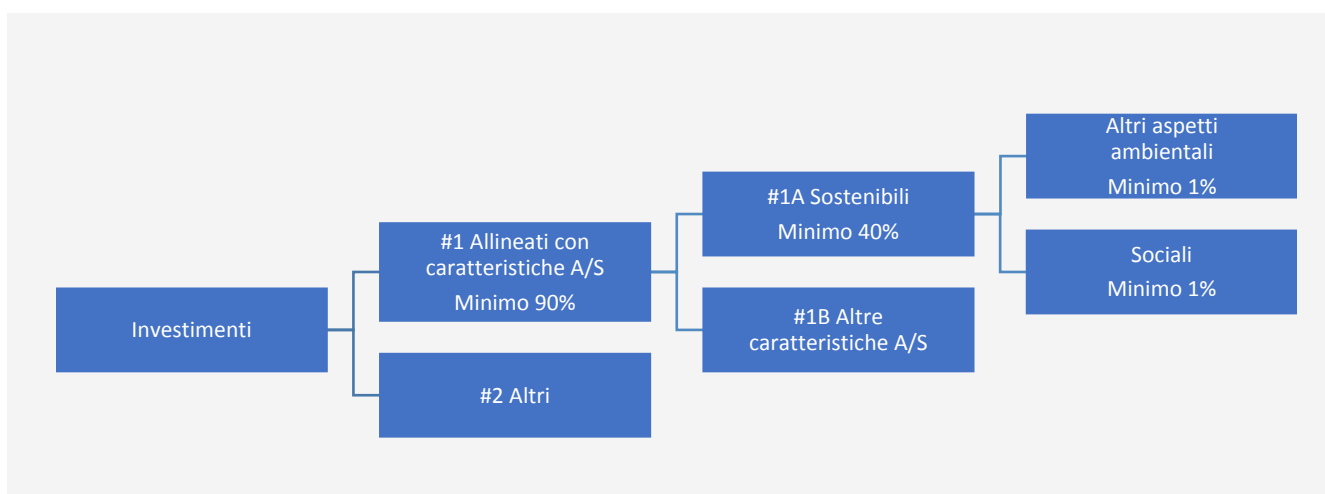 Investimenti
#1 Allineati con
caratteristiche A/S
Minimo 90%
#2 Altri
#1A Sostenibili
Minimo 40%
#1B Altre
caratteristiche A/S
Altri aspetti
ambientali
Minimo 1%
Sociali
Minimo 1%